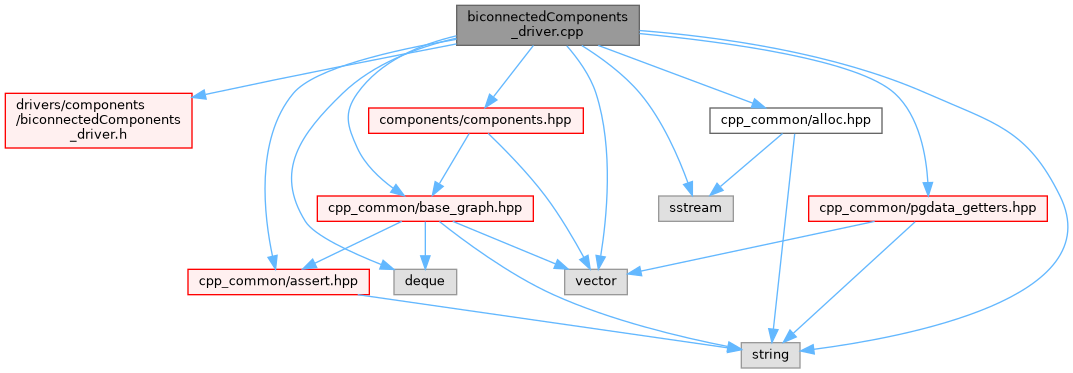 biconnectedComponents
_driver.cpp
drivers/components
/biconnectedComponents
_driver.h
components/components.hpp
cpp_common/alloc.hpp
cpp_common/base_graph.hpp
sstream
cpp_common/pgdata_getters.hpp
cpp_common/assert.hpp
deque
vector
string